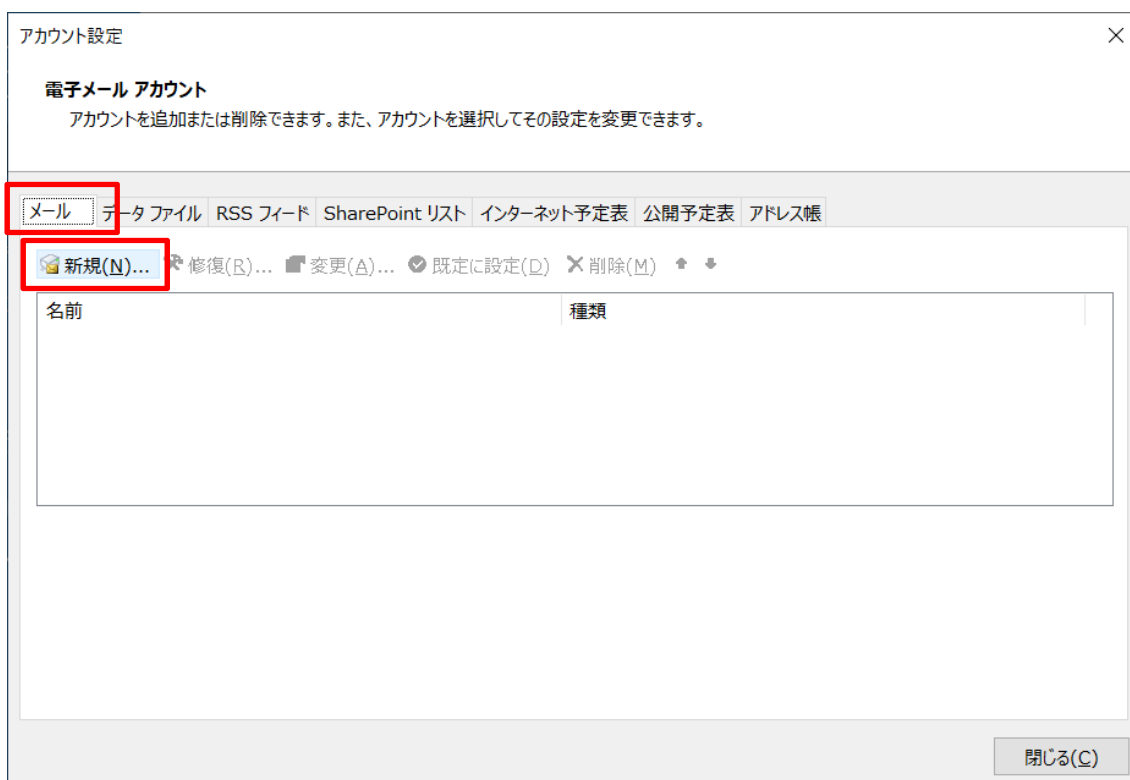 アカウント設定
電子メール アカウント
アカウントを追加または削除できます。また、アカウントを選択してその設定を変更できます。
メール データ ファイル RSS フィード SharePoint リスト インターネット予定表 公開予定表 アドレス帳
新規(N)... 修復(R)... 変更(A)... 既定に設定(D) 削除(M)
名前 種類
閉じる(C)